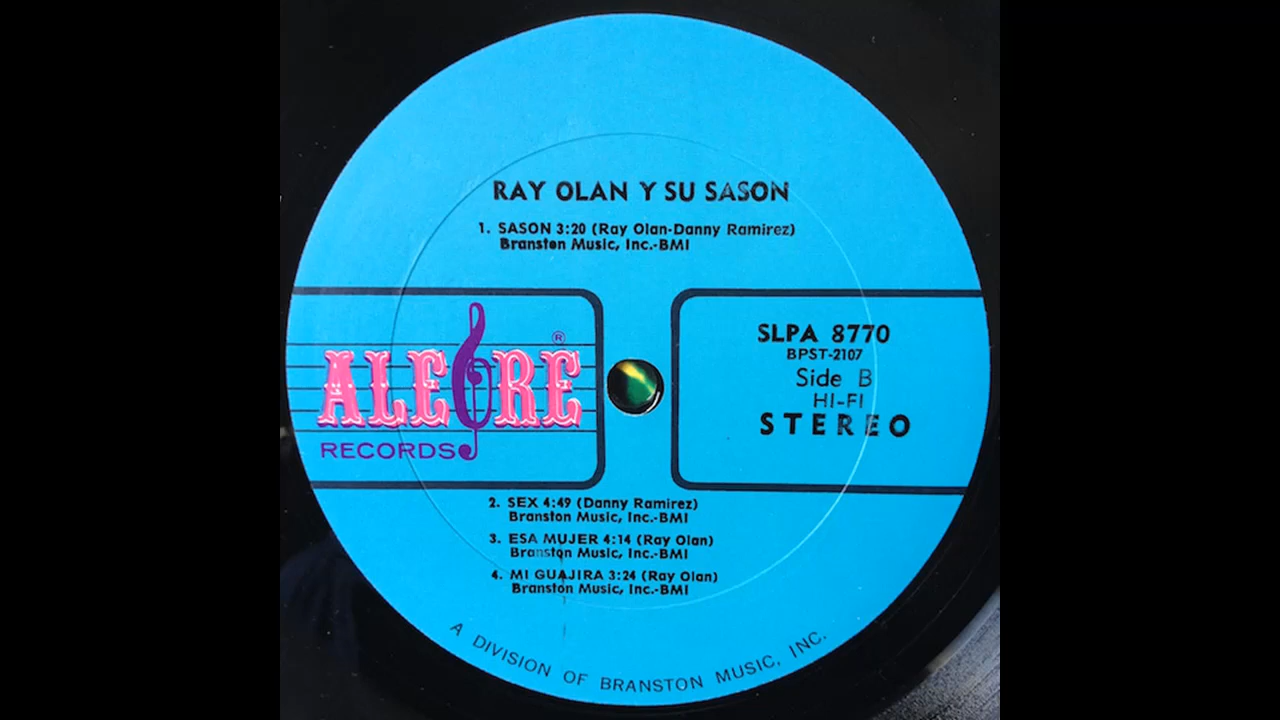 RAY OLAN Y SU SASON
1. SASON 3:20 (Ray Olan-Danny Ramirez)
Branston Music, Inc.-BMI
ALEGRE ®
RECORDS
SLPA 8770
BPST-2107
Side B
HI-FI
STEREO
2. SEX 4:49 (Danny Ramirez)
Branston Music, Inc.-BMI
3. ESA MUJER 4:14 (Ray Olan)
Branston Music, Inc.-BMI
4. MI GUAJIRA 3:24 (Ray Olan)
Branston Music, Inc.-BMI
A DIVISION OF BRANSTON MUSIC, INC.